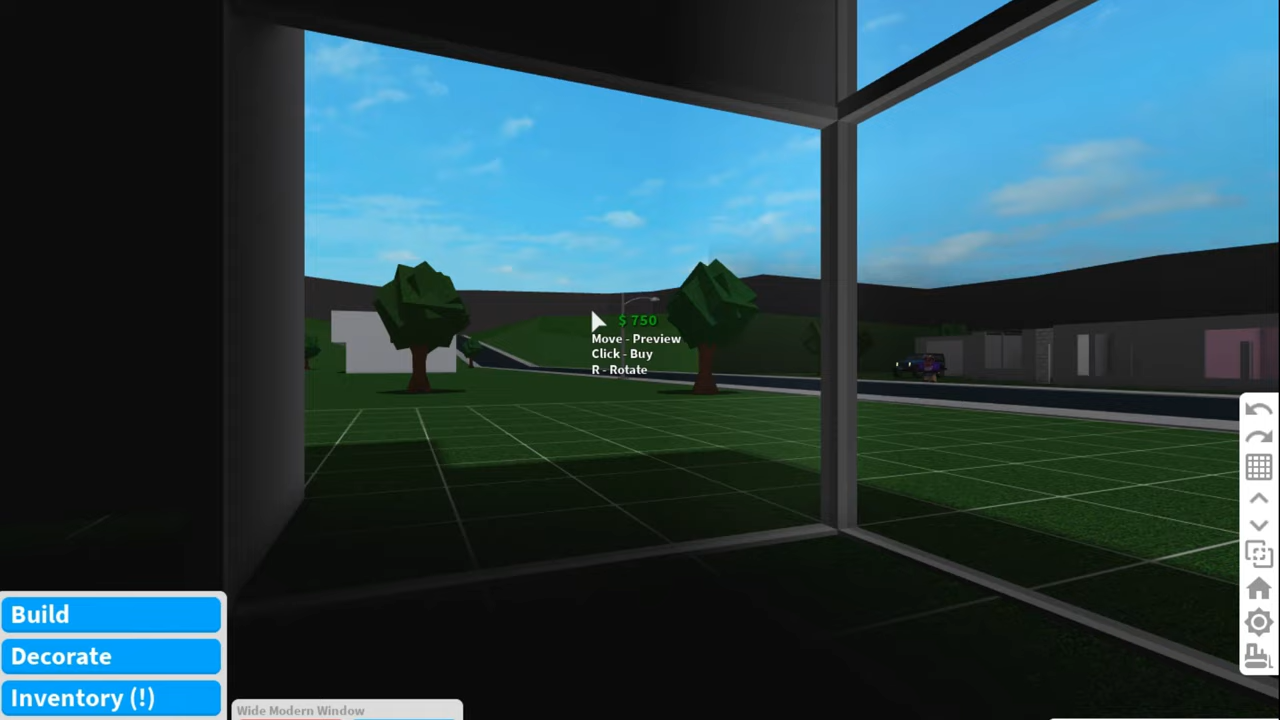 $ 750
Move - Preview
Click - Buy
R - Rotate
Build
Decorate
Inventory (!)
Wide Modern Window